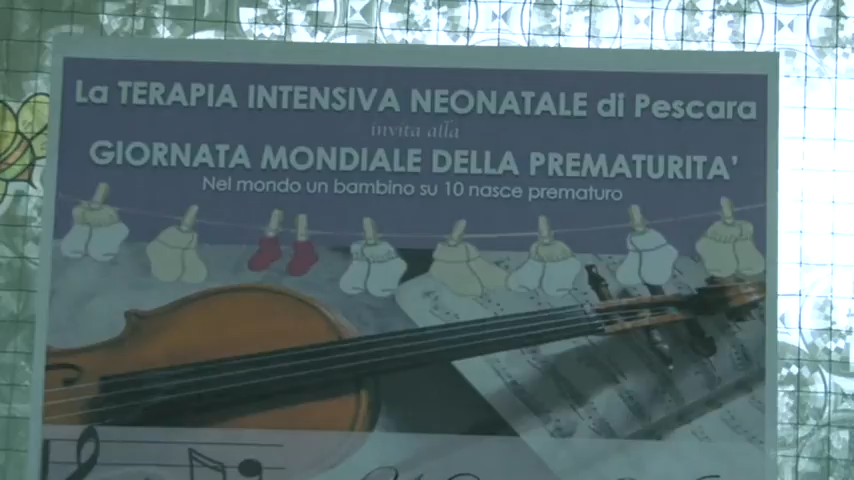 La TERAPIA INTENSIVA NEONATALE di Pescara
invita alla
GIORNATA MONDIALE DELLA PREMATURITA'
Nel mondo un bambino su 10 nasce prematuro